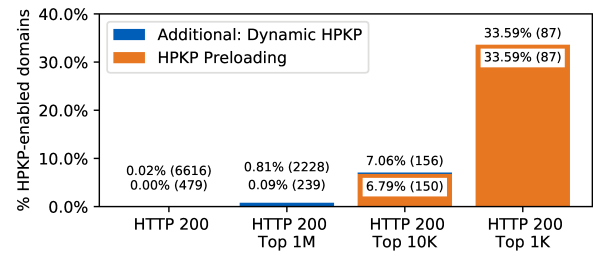 % HPKP-enabled domains
40.0%
30.0%
20.0%
10.0%
0.0%
Additional: Dynamic HPKP
HPKP Preloading
0.02% (6616)
0.00% (479)
0.81% (2228)
0.09% (239)
7.06% (156)
6.79% (150)
33.59% (87)
33.59% (87)
HTTP 200
HTTP 200
Top 1M
HTTP 200
Top 10K
HTTP 200
Top 1K